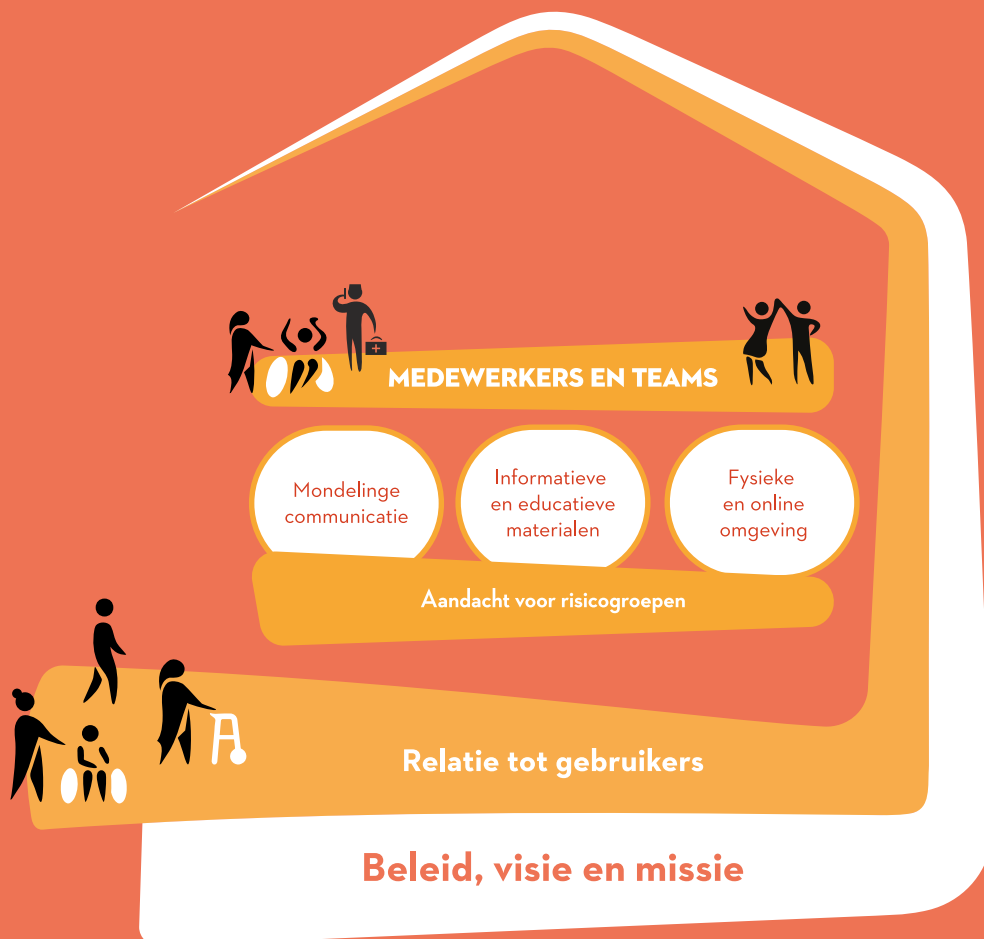 MEDEWERKERS EN TEAMS
Mondelinge
communicatie
Informatieve
en educatieve
materialen
Fysieke
en online
omgeving
Aandacht voor risicogroepen
Relatie tot gebruikers
Beleid, visie en missie